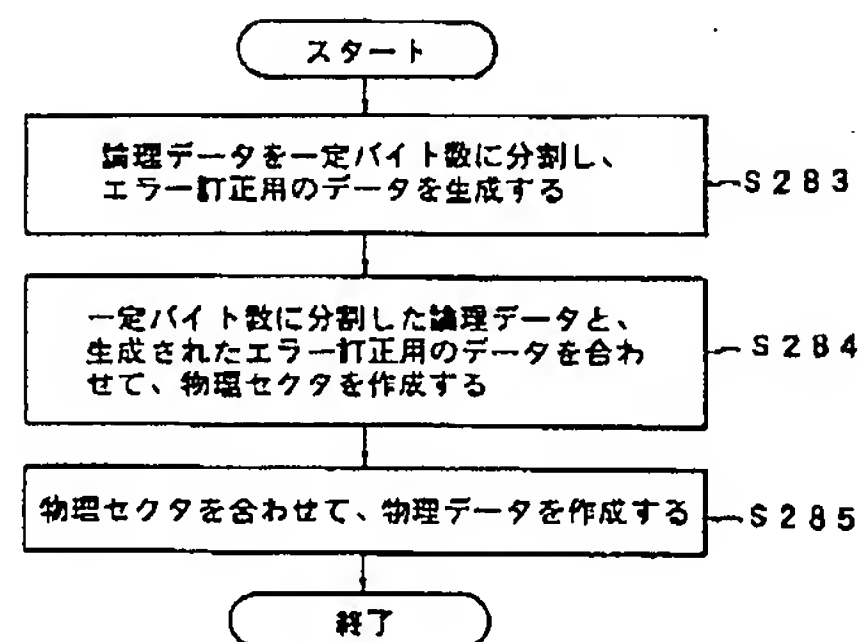 スタート
論理データを一定バイト数に分割し、
エラー訂正用のデータを生成する
S283
一定バイト数に分割した論理データと、
生成されたエラー訂正用のデータを合わ
せて、物理セクタを作成する
S284
物理セクタを合わせて、物理データを作成する
S285
終了